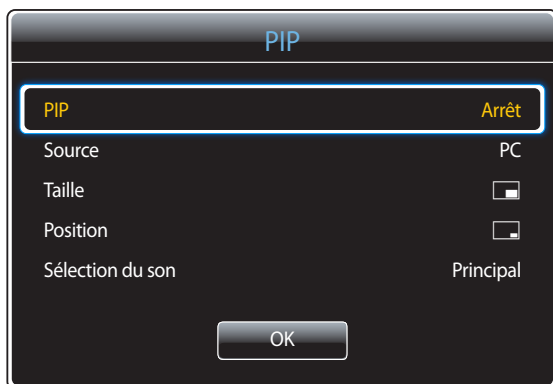 PIP
PIP Arrêt
Source PC
Taille
Position
Sélection du son Principal
OK